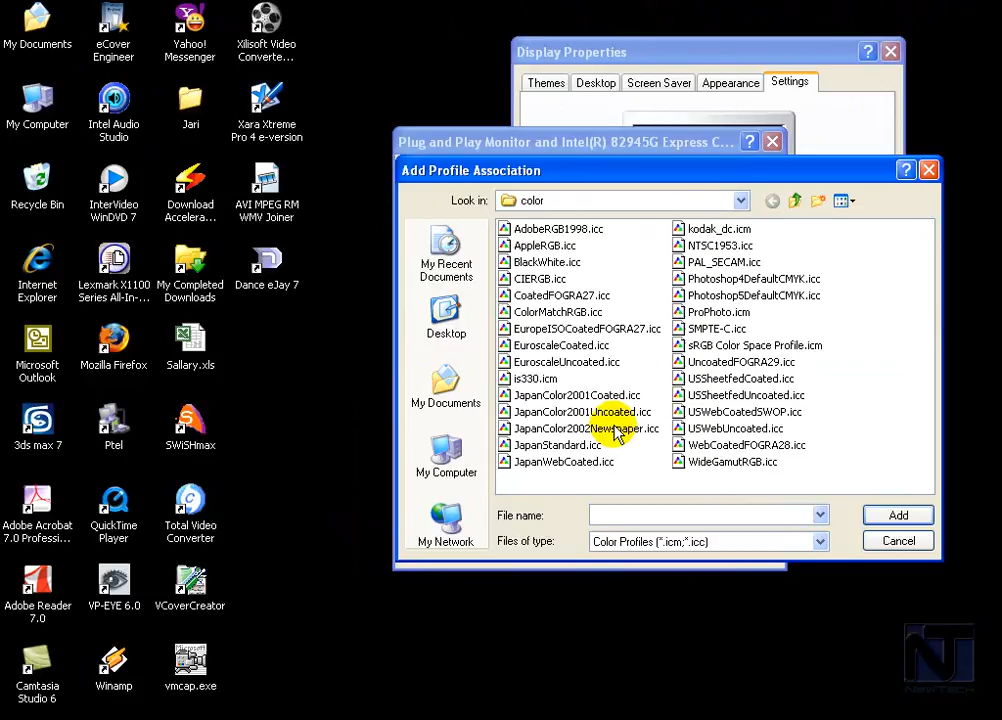 My Documents
eCover
Engineer
Yahoo!
Messenger
Xilisoft Video
Converte...
My Computer
Intel Audio
Studio
Jari
Xara Xtreme
Pro 4 e-version
Recycle Bin
InterVideo
WinDVD 7
Download
Accelera...
AVI MPEG RM
WMV Joiner
Internet
Explorer
Lexmark X1100
Series All-In-...
My Completed
Downloads
Dance eJay 7
Microsoft
Outlook
Mozilla Firefox
Sallary.xls
3ds max 7
Ptel
SWiSHmax
Adobe Acrobat
7.0 Professi...
QuickTime
Player
Total Video
Converter
Adobe Reader
7.0
VP-EYE 6.0
VCoverCreator
Camtasia
Studio 6
Winamp
vmcap.exe
Display Properties
Themes
Desktop
Screen Saver
Appearance
Settings
Plug and Play Monitor and Intel(R) 82945G Express C...
Add Profile Association
Look in:
color
My Recent
Documents
Desktop
My Documents
My Computer
My Network
AdobeRGB1998.icc
AppleRGB.icc
BlackWhite.icc
CIERGB.icc
CoatedFOGRA27.icc
ColorMatchRGB.icc
EuropeISOCoatedFOGRA27.icc
EuroscaleCoated.icc
EuroscaleUncoated.icc
is330.icm
JapanColor2001Coated.icc
JapanColor2001Uncoated.icc
JapanColor2002Newspaper.icc
JapanStandard.icc
JapanWebCoated.icc
kodak_dc.icm
NTSC1953.icc
PAL_SECAM.icc
Photoshop4DefaultCMYK.icc
Photoshop5DefaultCMYK.icc
ProPhoto.icm
SMPTE-C.icc
sRGB Color Space Profile.icm
UncoatedFOGRA29.icc
USSheetfedCoated.icc
USSheetfedUncoated.icc
USWebCoatedSWOP.icc
USWebUncoated.icc
WebCoatedFOGRA28.icc
WideGamutRGB.icc
File name:
Add
Files of type:
Color Profiles (*.icm;*.icc)
Cancel
NT